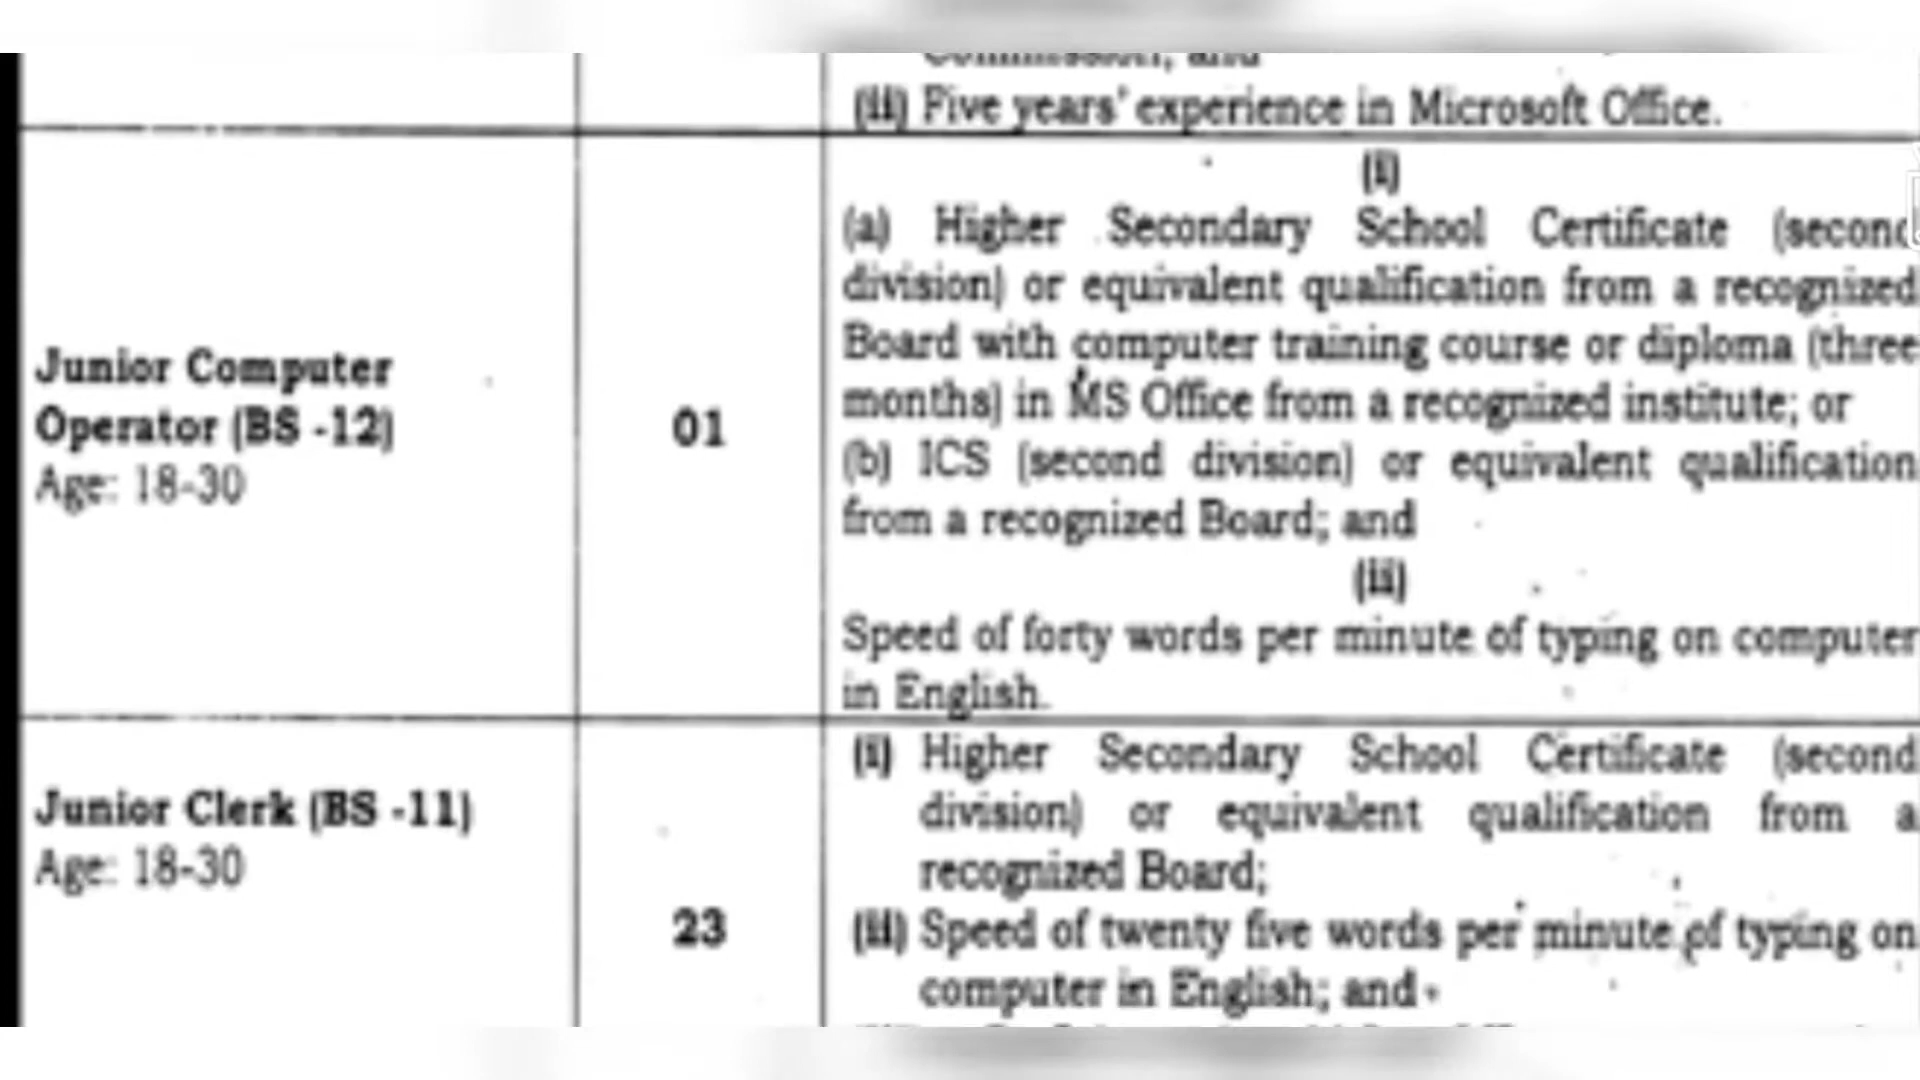 Commission; and
(ii) Five years' experience in Microsoft Office.
Junior Computer
Operator (BS -12)
Age: 18-30
01
(i)
(a) Higher Secondary School Certificate (second
division) or equivalent qualification from a recognized
Board with computer training course or diploma (three
months) in MS Office from a recognized institute; or
(b) ICS (second division) or equivalent qualification
from a recognized Board; and
(ii)
Speed of forty words per minute of typing on computer
in English.
Junior Clerk (BS -11)
Age: 18-30
23
(i) Higher Secondary School Certificate (second
division) or equivalent qualification from a
recognized Board;
(ii) Speed of twenty five words per minute of typing on
computer in English; and